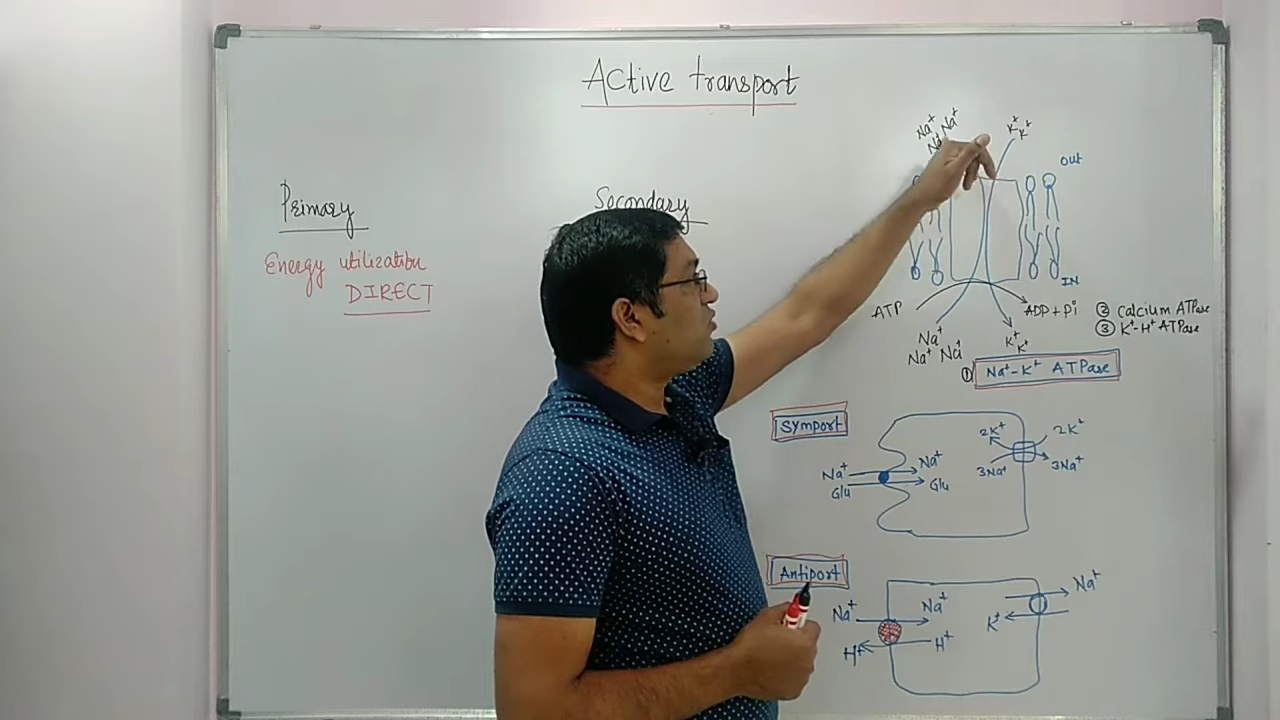 Active transport
Primary
Secondary
Energy utilization
DIRECT
Na⁺ Na⁺
Na
K⁺ K⁺
Out
IN
ATP
ADP + Pi
Na⁺
Na⁺ Na⁺
K⁺ K⁺
② Calcium ATPase
③ K⁺-H⁺ ATPase
① Na⁺-K⁺ ATPase
Symport
2K⁺ 2K⁺
3Na⁺ 3Na⁺
Na⁺ Na⁺
Glu Glu
Antiport
Na⁺ Na⁺
H⁺ H⁺
Na⁺
K⁺